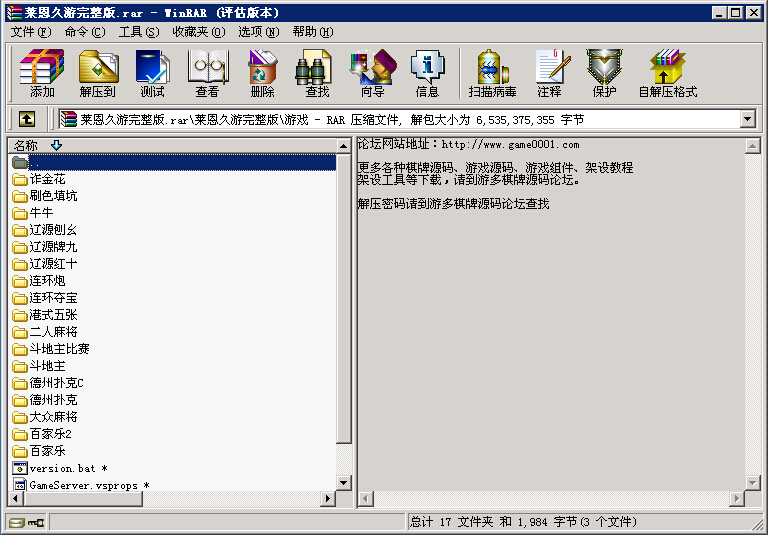 莱恩久游完整版.rar - WinRAR (评估版本)
文件(F) 命令(C) 工具(S) 收藏夹(O) 选项(N) 帮助(H)
添加 解压到 测试 查看 删除 查找 向导 信息 扫描病毒 注释 保护 自解压格式
莱恩久游完整版.rar\莱恩久游完整版\游戏 - RAR 压缩文件, 解包大小为 6,535,375,355 字节
名称
..
诈金花
刷色填坑
牛牛
辽源刨幺
辽源牌九
辽源红十
连环炮
连环夺宝
港式五张
二人麻将
斗地主比赛
斗地主
德州扑克C
德州扑克
大众麻将
百家乐2
百家乐
version.bat *
GameServer.vsprops *
论坛网站地址：http://www.game0001.com
更多各种棋牌源码、游戏源码、游戏组件、架设教程
架设工具等下载，请到游多棋牌源码论坛。
解压密码请到游多棋牌源码论坛查找
总计 17 文件夹 和 1,984 字节(3 个文件)